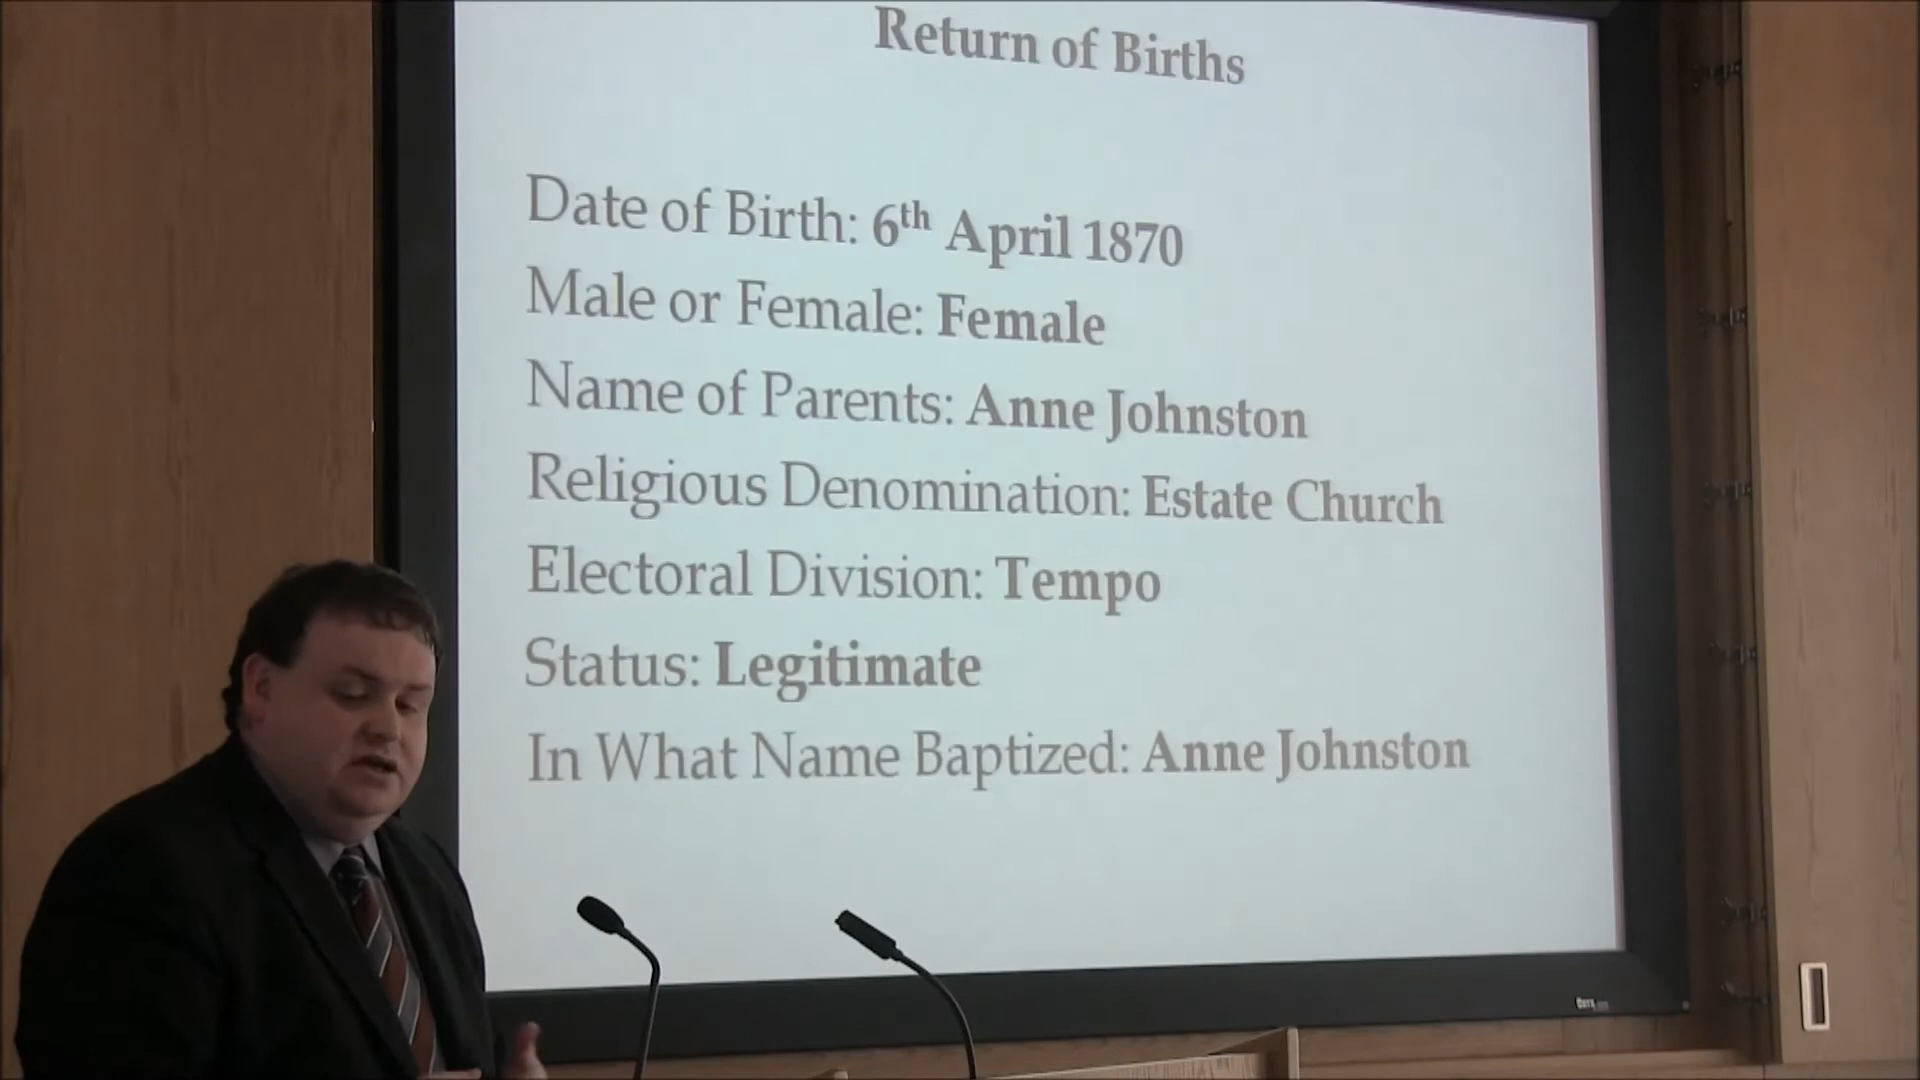 Return of Births
Date of Birth: 6th April 1870
Male or Female: Female
Name of Parents: Anne Johnston
Religious Denomination: Estate Church
Electoral Division: Tempo
Status: Legitimate
In What Name Baptized: Anne Johnston